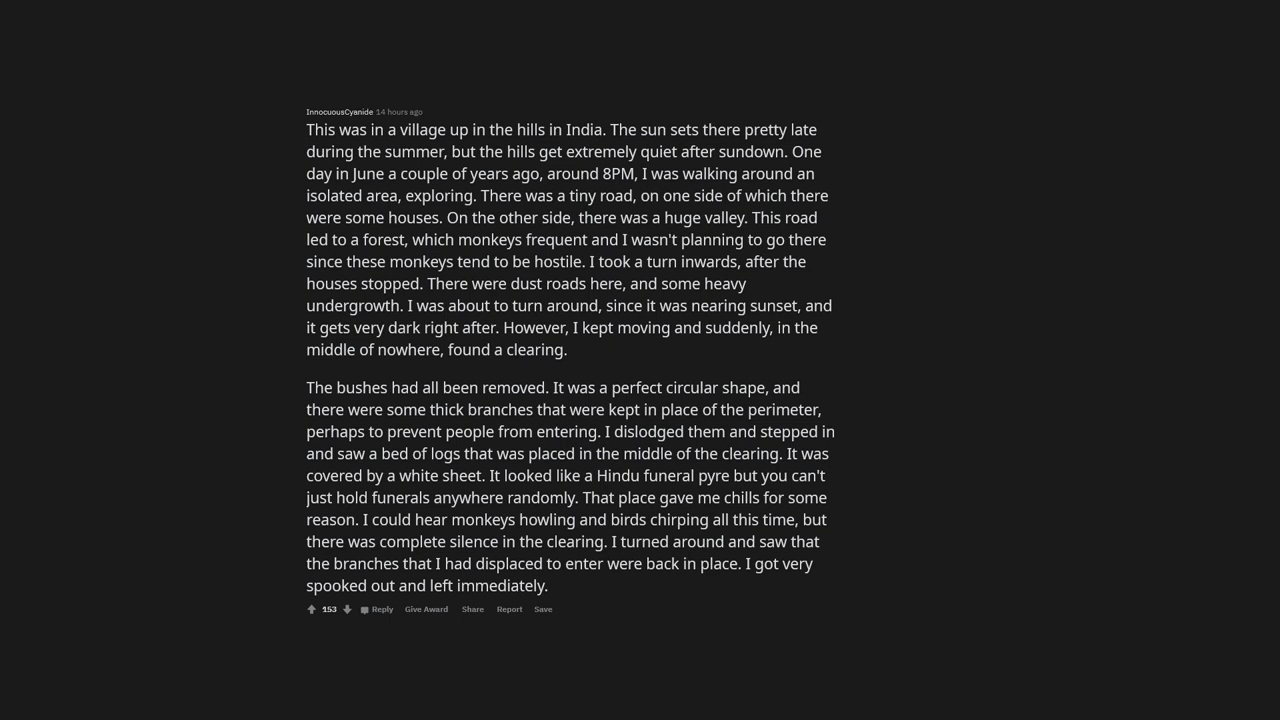 InnocuousCyanide 14 hours ago
This was in a village up in the hills in India. The sun sets there pretty late
during the summer, but the hills get extremely quiet after sundown. One
day in June a couple of years ago, around 8PM, I was walking around an
isolated area, exploring. There was a tiny road, on one side of which there
were some houses. On the other side, there was a huge valley. This road
led to a forest, which monkeys frequent and I wasn't planning to go there
since these monkeys tend to be hostile. I took a turn inwards, after the
houses stopped. There were dust roads here, and some heavy
undergrowth. I was about to turn around, since it was nearing sunset, and
it gets very dark right after. However, I kept moving and suddenly, in the
middle of nowhere, found a clearing.
The bushes had all been removed. It was a perfect circular shape, and
there were some thick branches that were kept in place of the perimeter,
perhaps to prevent people from entering. I dislodged them and stepped in
and saw a bed of logs that was placed in the middle of the clearing. It was
covered by a white sheet. It looked like a Hindu funeral pyre but you can't
just hold funerals anywhere randomly. That place gave me chills for some
reason. I could hear monkeys howling and birds chirping all this time, but
there was complete silence in the clearing. I turned around and saw that
the branches that I had displaced to enter were back in place. I got very
spooked out and left immediately.
153 Reply Give Award Share Report Save